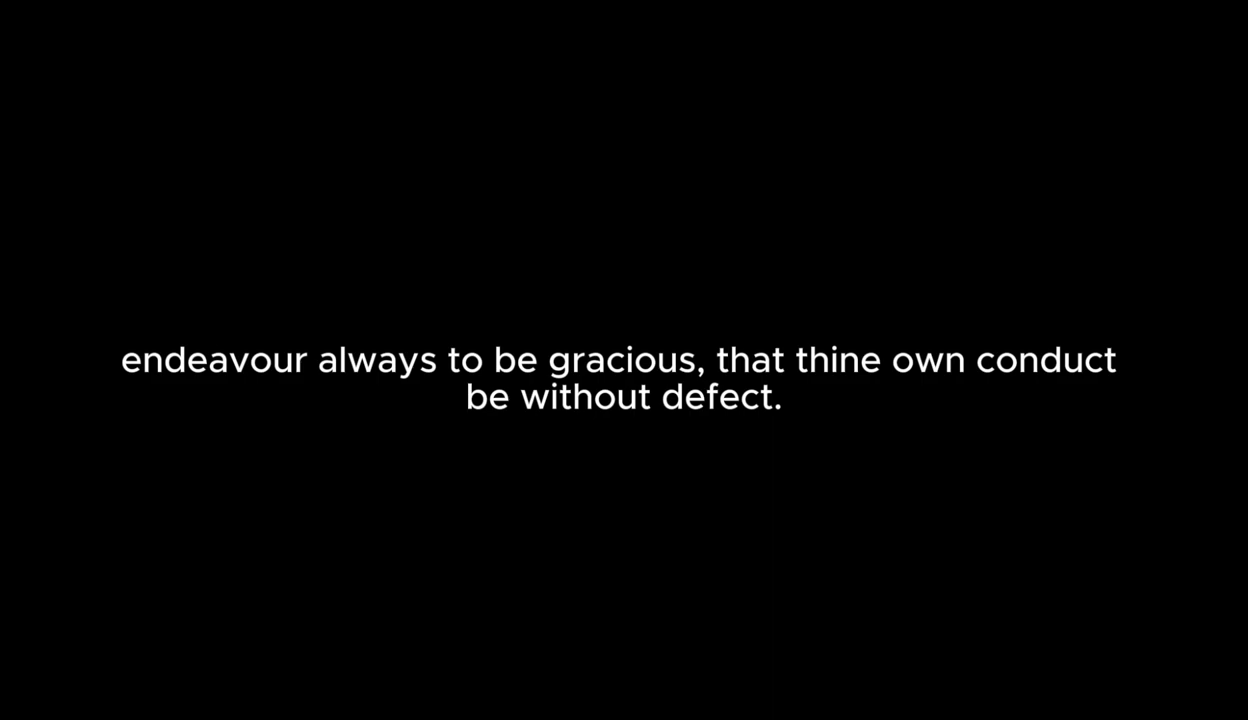 endeavour always to be gracious, that thine own conduct
be without defect.